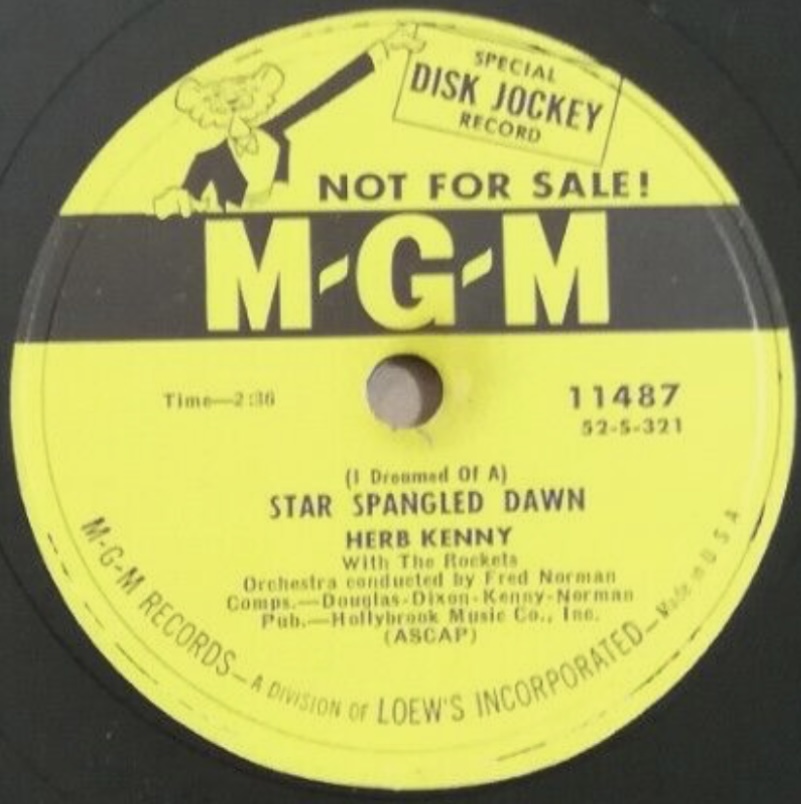 SPECIAL
DISK JOCKEY
RECORD
NOT FOR SALE!
M-G-M
Time—2:36
11487
52-S-321
(I Dreamed Of A)
STAR SPANGLED DAWN
HERB KENNY
With The Rockets
Orchestra conducted by Fred Norman
Comps.—Douglas-Dixon-Kenny-Norman
Pub.—Hollybrook Music Co., Inc.
(ASCAP)
M-G-M RECORDS—A DIVISION OF LOEW'S INCORPORATED—Made in U S A